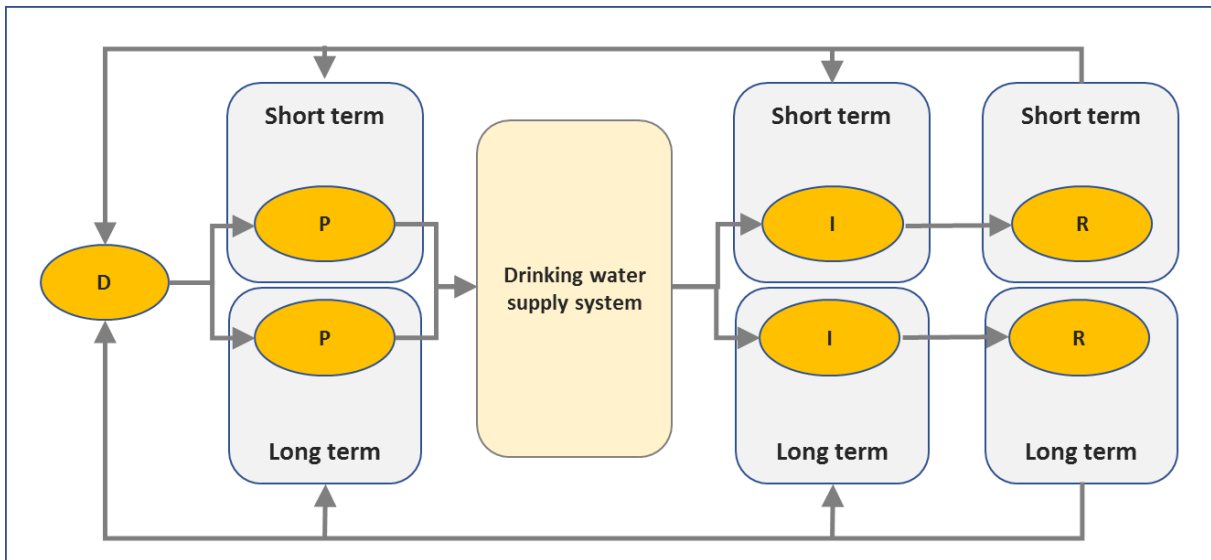 Short term
Short term
Short term
P
I
R
D
Drinking water
supply system
P
I
R
Long term
Long term
Long term